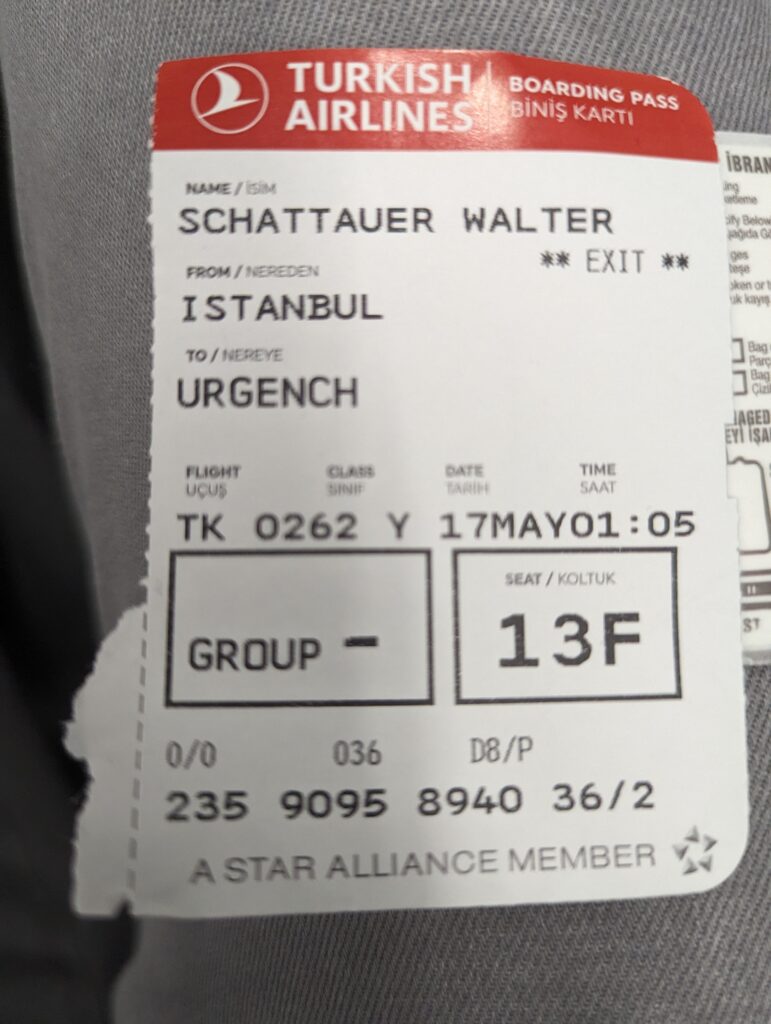 TURKISH AIRLINES
BOARDING PASS
BİNİŞ KARTI
NAME / İSİM
SCHATTAUER WALTER
** EXIT **
FROM / NEREDEN
ISTANBUL
TO / NEREYE
URGENCH
FLIGHT CLASS DATE TIME
UÇUŞ SINIF TARİH SAAT
TK 0262 Y 17MAY01:05
SEAT / KOLTUK
GROUP - 13F
0/0 036 D8/P
235 9095 8940 36/2
A STAR ALLIANCE MEMBER
Bag
Bag